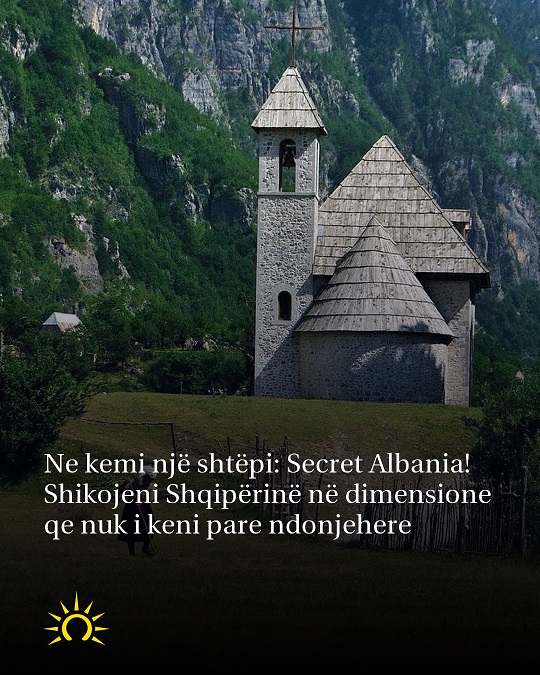 Ne kemi një shtëpi: Secret Albania!
Shikojeni Shqipërinë në dimensione
qe nuk i keni pare ndonjehere